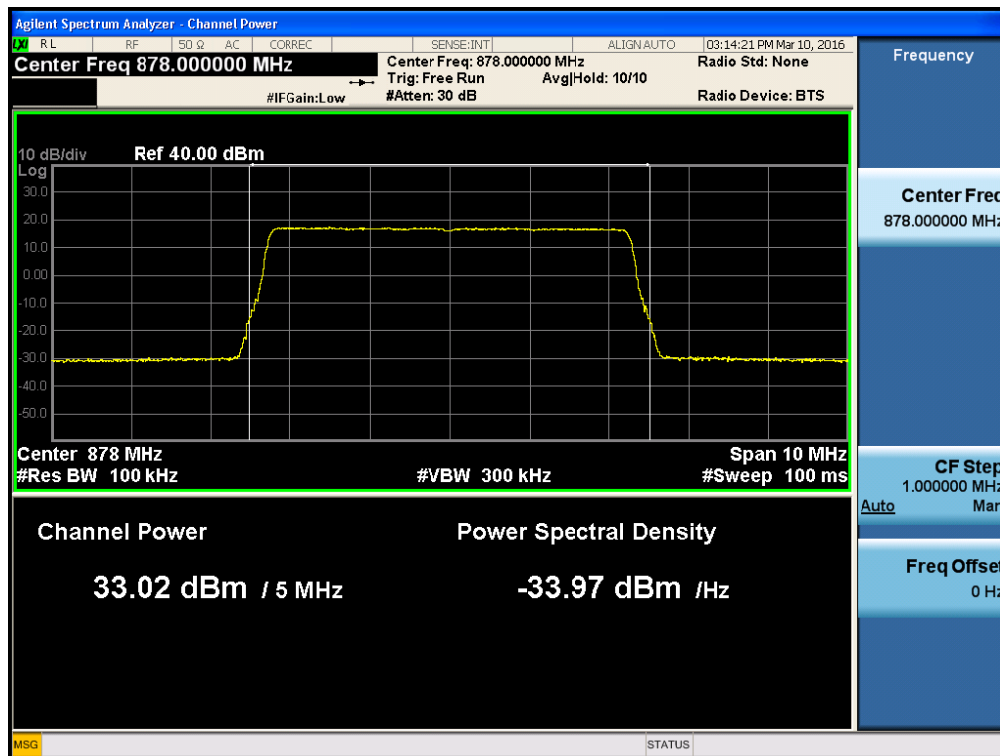 Agilent Spectrum Analyzer - Channel Power
LXI RL RF 50 Ω AC CORREC SENSE:INT ALIGN AUTO 03:14:21 PM Mar 10, 2016
Center Freq 878.000000 MHz
Center Freq: 878.000000 MHz
Radio Std: None
Trig: Free Run Avg|Hold: 10/10
#IFGain:Low
#Atten: 30 dB
Radio Device: BTS
10 dB/div Ref 40.00 dBm
Log
30.0
20.0
10.0
0.00
-10.0
-20.0
-30.0
-40.0
-50.0
Center 878 MHz Span 10 MHz
#Res BW 100 kHz #VBW 300 kHz #Sweep 100 ms
Channel Power Power Spectral Density
33.02 dBm / 5 MHz -33.97 dBm /Hz
Frequency
Center Freq
878.000000 MHz
CF Step
1.000000 MHz
Auto Man
Freq Offset
0 Hz
MSG STATUS